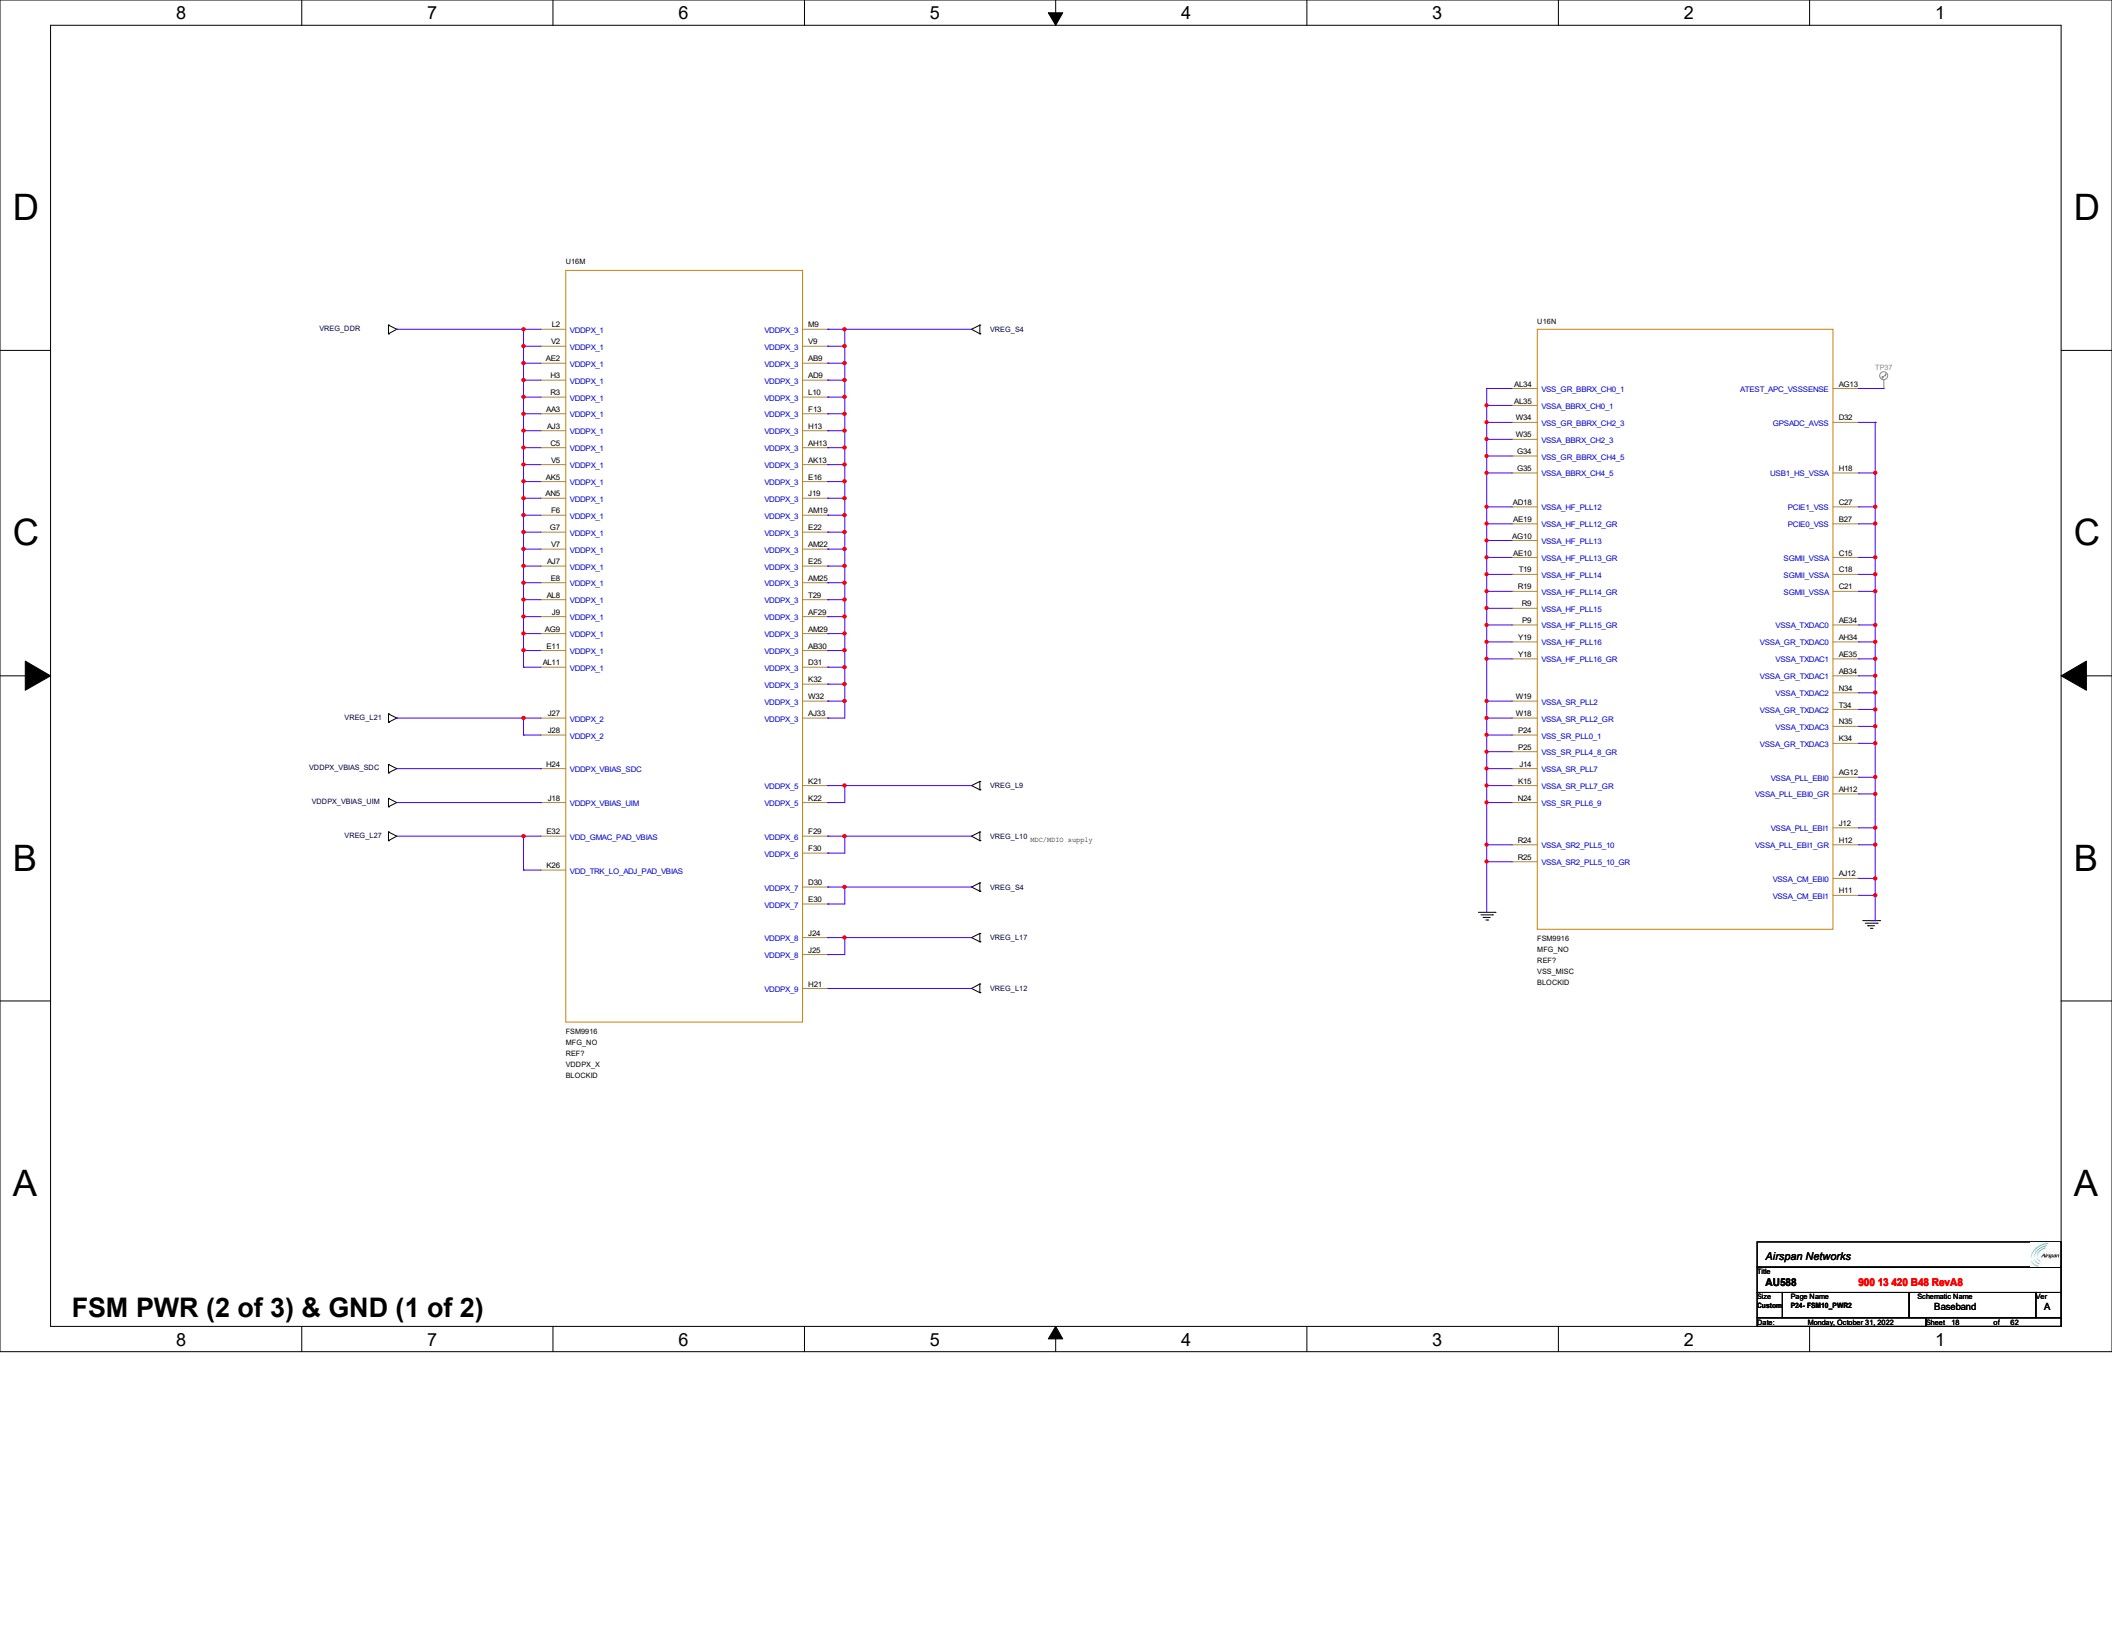 8 7 6 5 4 3 2 1
D D
C C
B B
A A
U16M
VREG_DDR
L2 VDDPX_1
V2 VDDPX_1
AE2 VDDPX_1
H3 VDDPX_1
R3 VDDPX_1
AA3 VDDPX_1
AJ3 VDDPX_1
C5 VDDPX_1
V5 VDDPX_1
AK5 VDDPX_1
AN5 VDDPX_1
F6 VDDPX_1
G7 VDDPX_1
V7 VDDPX_1
AJ7 VDDPX_1
E8 VDDPX_1
AL8 VDDPX_1
J9 VDDPX_1
AG9 VDDPX_1
E11 VDDPX_1
AL11 VDDPX_1
VREG_L21
J27 VDDPX_2
J28 VDDPX_2
VDDPX_VBIAS_SDC H24 VDDPX_VBIAS_SDC
VDDPX_VBIAS_UIM J18 VDDPX_VBIAS_UIM
VREG_L27 E32 VDD_GMAC_PAD_VBIAS
K26 VDD_TRK_LO_ADJ_PAD_VBIAS
VDDPX_3 M9 VREG_S4
VDDPX_3 V9
VDDPX_3 AB9
VDDPX_3 AD9
VDDPX_3 L10
VDDPX_3 F13
VDDPX_3 H13
VDDPX_3 AH13
VDDPX_3 AK13
VDDPX_3 E16
VDDPX_3 J19
VDDPX_3 AM19
VDDPX_3 E22
VDDPX_3 AM22
VDDPX_3 E25
VDDPX_3 AM25
VDDPX_3 T29
VDDPX_3 AF29
VDDPX_3 AM29
VDDPX_3 AB30
VDDPX_3 D31
VDDPX_3 K32
VDDPX_3 W32
VDDPX_3 AJ33
VDDPX_5 K21 VREG_L9
VDDPX_5 K22
VDDPX_6 F29 VREG_L10 MDC/MDIO supply
VDDPX_6 F30
VDDPX_7 D30 VREG_S4
VDDPX_7 E30
VDDPX_8 J24 VREG_L17
VDDPX_8 J25
VDDPX_9 H21 VREG_L12
FSM9916
MFG_NO
REF?
VDDPX_X
BLOCKID
U16N
AL34 VSS_GR_BBRX_CH0_1
AL35 VSSA_BBRX_CH0_1
W34 VSS_GR_BBRX_CH2_3
W35 VSSA_BBRX_CH2_3
G34 VSS_GR_BBRX_CH4_5
G35 VSSA_BBRX_CH4_5
AD18 VSSA_HF_PLL12
AE19 VSSA_HF_PLL12_GR
AG10 VSSA_HF_PLL13
AE10 VSSA_HF_PLL13_GR
T19 VSSA_HF_PLL14
R19 VSSA_HF_PLL14_GR
R9 VSSA_HF_PLL15
P9 VSSA_HF_PLL15_GR
Y19 VSSA_HF_PLL16
Y18 VSSA_HF_PLL16_GR
W19 VSSA_SR_PLL2
W18 VSSA_SR_PLL2_GR
P24 VSS_SR_PLL0_1
P25 VSS_SR_PLL4_8_GR
J14 VSSA_SR_PLL7
K15 VSSA_SR_PLL7_GR
N24 VSS_SR_PLL6_9
R24 VSSA_SR2_PLL5_10
R25 VSSA_SR2_PLL5_10_GR
TP37
ATEST_APC_VSSSENSE AG13
GPSADC_AVSS D32
USB1_HS_VSSA H18
PCIE1_VSS C27
PCIE0_VSS B27
SGMII_VSSA C15
SGMII_VSSA C18
SGMII_VSSA C21
VSSA_TXDAC0 AE34
VSSA_GR_TXDAC0 AH34
VSSA_TXDAC1 AE35
VSSA_GR_TXDAC1 AB34
VSSA_TXDAC2 N34
VSSA_GR_TXDAC2 T34
VSSA_TXDAC3 N35
VSSA_GR_TXDAC3 K34
VSSA_PLL_EBI0 AG12
VSSA_PLL_EBI0_GR AH12
VSSA_PLL_EBI1 J12
VSSA_PLL_EBI1_GR H12
VSSA_CM_EBI0 AJ12
VSSA_CM_EBI1 H11
FSM9916
MFG_NO
REF?
VSS_MISC
BLOCKID
FSM PWR (2 of 3) & GND (1 of 2)
Airspan Networks Airspan
Title
AU588 900 13 420 B48 RevA8
Size Page Name Schematic Name Ver
Custom P24- FSM10_PWR2 Baseband A
Date: Monday, October 31, 2022 Sheet 18 of 62
8 7 6 5 4 3 2 1